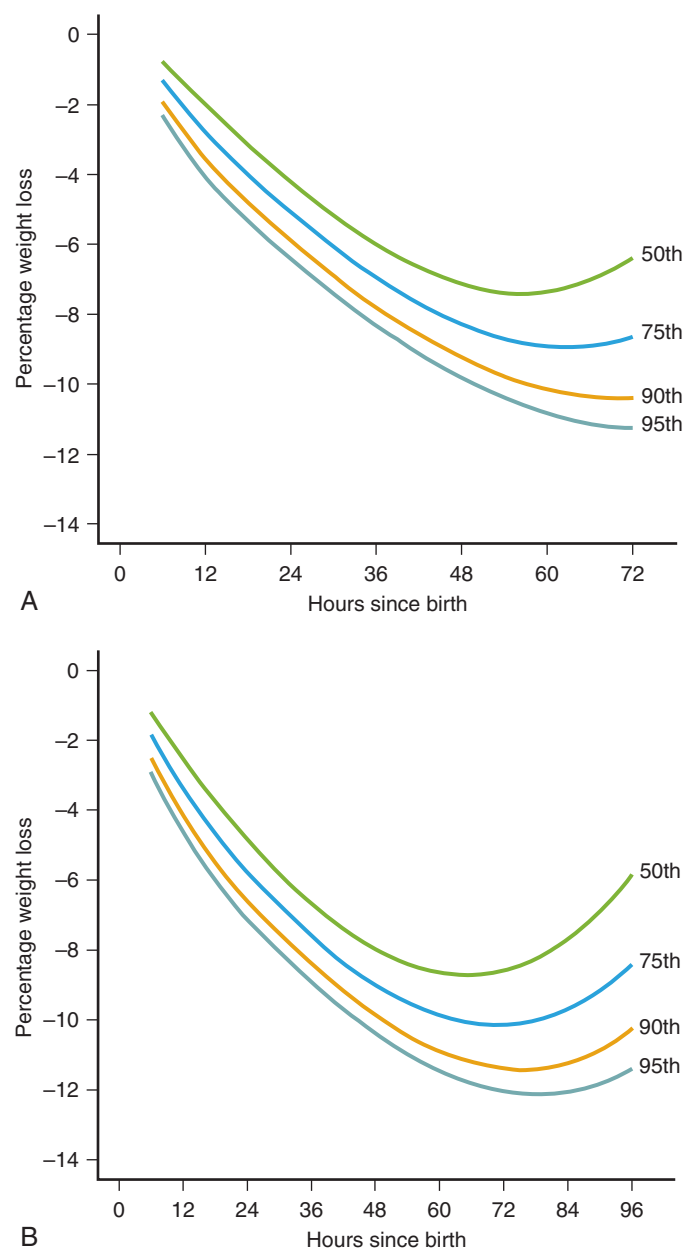 0
–2
–4
–6
–8
–10
–12
–14
Percentage weight loss
50th
75th
90th
95th
0 12 24 36 48 60 72
Hours since birth
A
0
–2
–4
–6
–8
–10
–12
–14
Percentage weight loss
50th
75th
90th
95th
0 12 24 36 48 60 72 84 96
Hours since birth
B